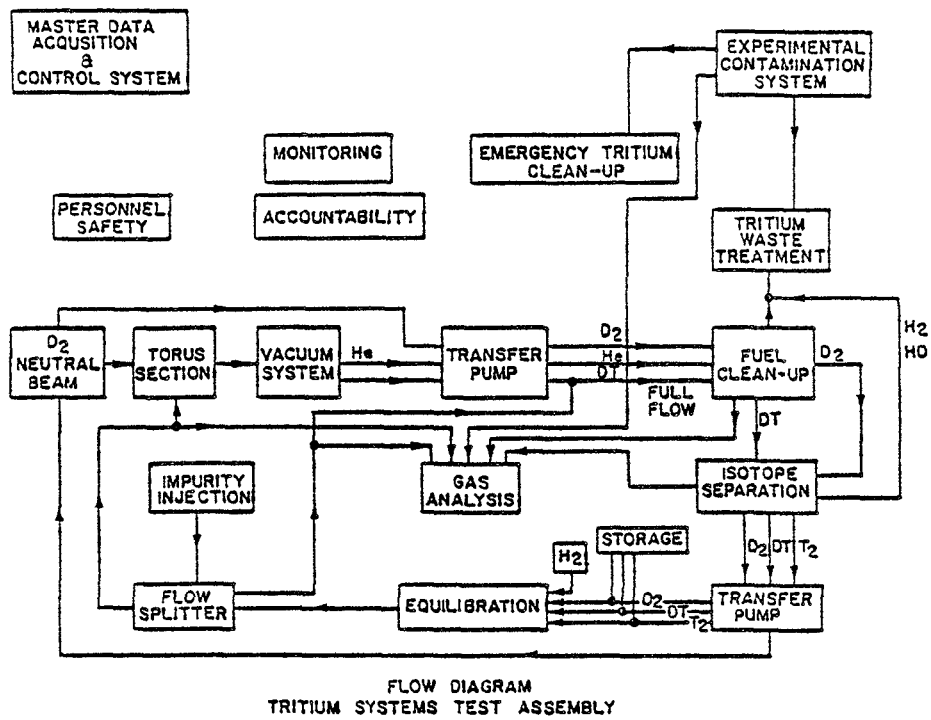 MASTER DATA
ACQUSITION
&
CONTROL SYSTEM
EXPERIMENTAL
CONTAMINATION
SYSTEM
MONITORING
EMERGENCY TRITIUM
CLEAN-UP
PERSONNEL
SAFETY
ACCOUNTABILITY
TRITIUM
WASTE
TREATMENT
D2
NEUTRAL
BEAM
TORUS
SECTION
VACUUM
SYSTEM
He
TRANSFER
PUMP
D2
He
DT
FULL
FLOW
FUEL
CLEAN-UP
D2
H2
HD
DT
IMPURITY
INJECTION
GAS
ANALYSIS
ISOTOPE
SEPARATION
D2 DT T2
H2
STORAGE
FLOW
SPLITTER
EQUILIBRATION
D2
DT
T2
TRANSFER
PUMP
FLOW DIAGRAM
TRITIUM SYSTEMS TEST ASSEMBLY